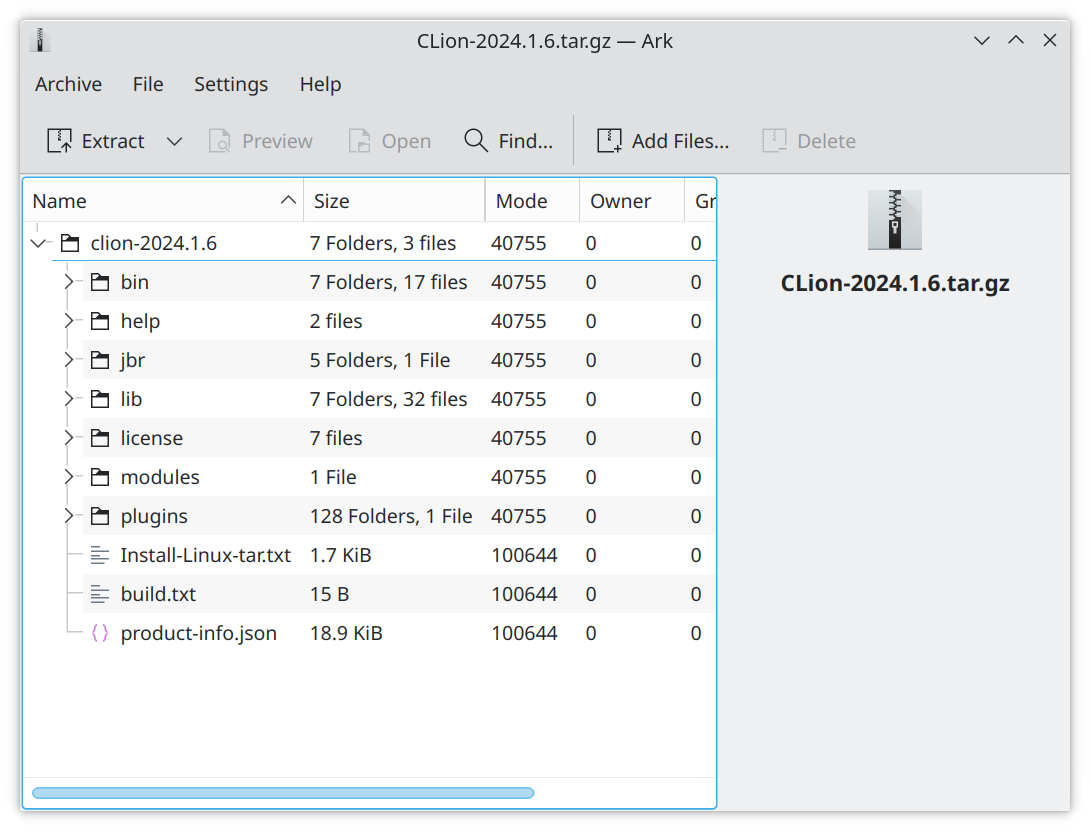 CLion-2024.1.6.tar.gz — Ark
Archive File Settings Help
Extract Preview Open Find... Add Files... Delete
Name Size Mode Owner Gr
clion-2024.1.6 7 Folders, 3 files 40755 0 0
bin 7 Folders, 17 files 40755 0 0
help 2 files 40755 0 0
jbr 5 Folders, 1 File 40755 0 0
lib 7 Folders, 32 files 40755 0 0
license 7 files 40755 0 0
modules 1 File 40755 0 0
plugins 128 Folders, 1 File 40755 0 0
Install-Linux-tar.txt 1.7 KiB 100644 0 0
build.txt 15 B 100644 0 0
product-info.json 18.9 KiB 100644 0 0
CLion-2024.1.6.tar.gz